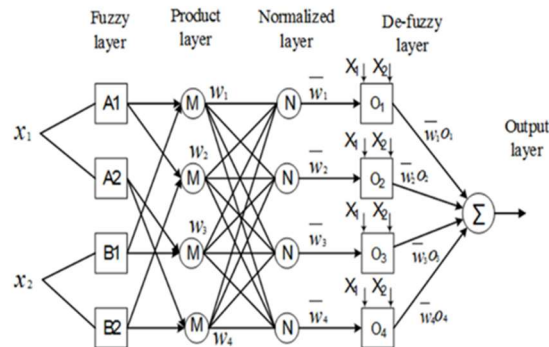 Fuzzy layer
Product layer
Normalized layer
De-fuzzy layer
Output layer
x₁
x₂
A1
A2
B1
B2
M
M
M
M
w₁
w₂
w₃
w₄
N
N
N
N
w̅₁
w̅₂
w̅₃
w̅₄
X₁ X₂
O₁
X₁ X₂
O₂
X₁ X₂
O₃
X₁ X₂
O₄
w̅₁o₁
w̅₂o₂
w̅₃o₃
w̅₄o₄
Σ